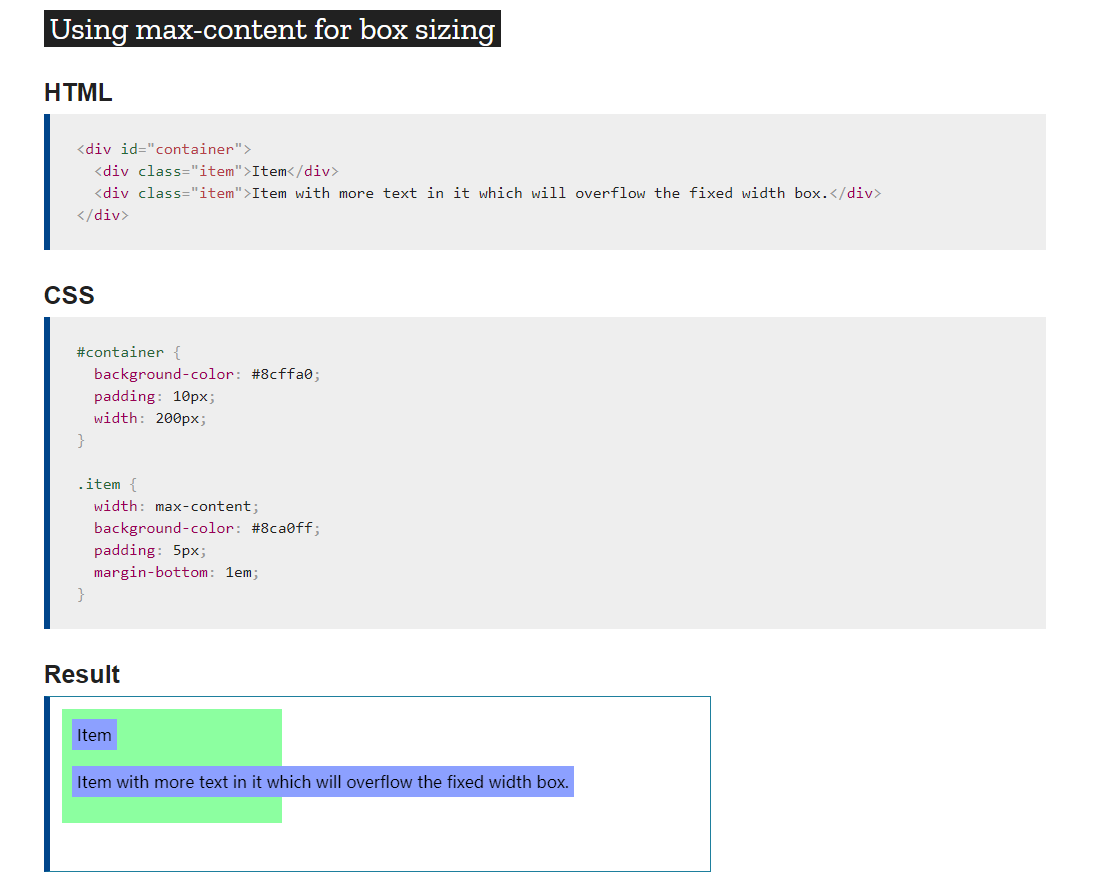 Using max-content for box sizing
HTML
<div id="container">
  <div class="item">Item</div>
  <div class="item">Item with more text in it which will overflow the fixed width box.</div>
</div>
CSS
#container {
  background-color: #8cffa0;
  padding: 10px;
  width: 200px;
}
.item {
  width: max-content;
  background-color: #8ca0ff;
  padding: 5px;
  margin-bottom: 1em;
}
Result
Item
Item with more text in it which will overflow the fixed width box.